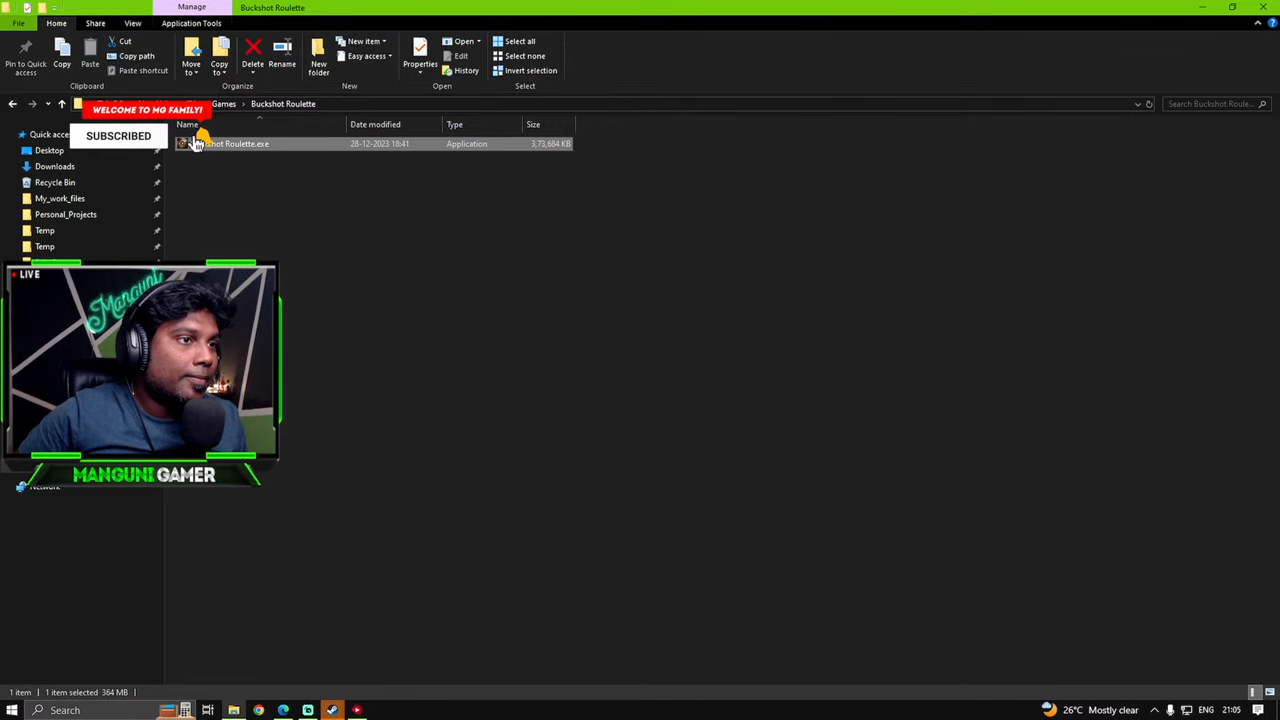 Manage
Buckshot Roulette
File
Home
Share
View
Application Tools
Pin to Quick
access
Copy
Paste
Cut
Copy path
Paste shortcut
Clipboard
Move
to
Copy
to
Delete
Rename
Organize
New
folder
New item
Easy access
New
Properties
Open
Edit
History
Open
Select all
Select none
Invert selection
Select
Games > Buckshot Roulette
Search Buckshot Roule...
WELCOME TO MG FAMILY!
SUBSCRIBED
Name
Date modified
Type
Size
shot Roulette.exe
28-12-2023 18:41
Application
3,73,684 KB
Quick
Desktop
Downloads
Recycle Bin
My_work_files
Personal_Projects
Temp
Temp
LIVE
Manguni
MANGUNI GAMER
Network
1 item
1 item selected 364 MB
Search
26°C Mostly clear
ENG
21:05